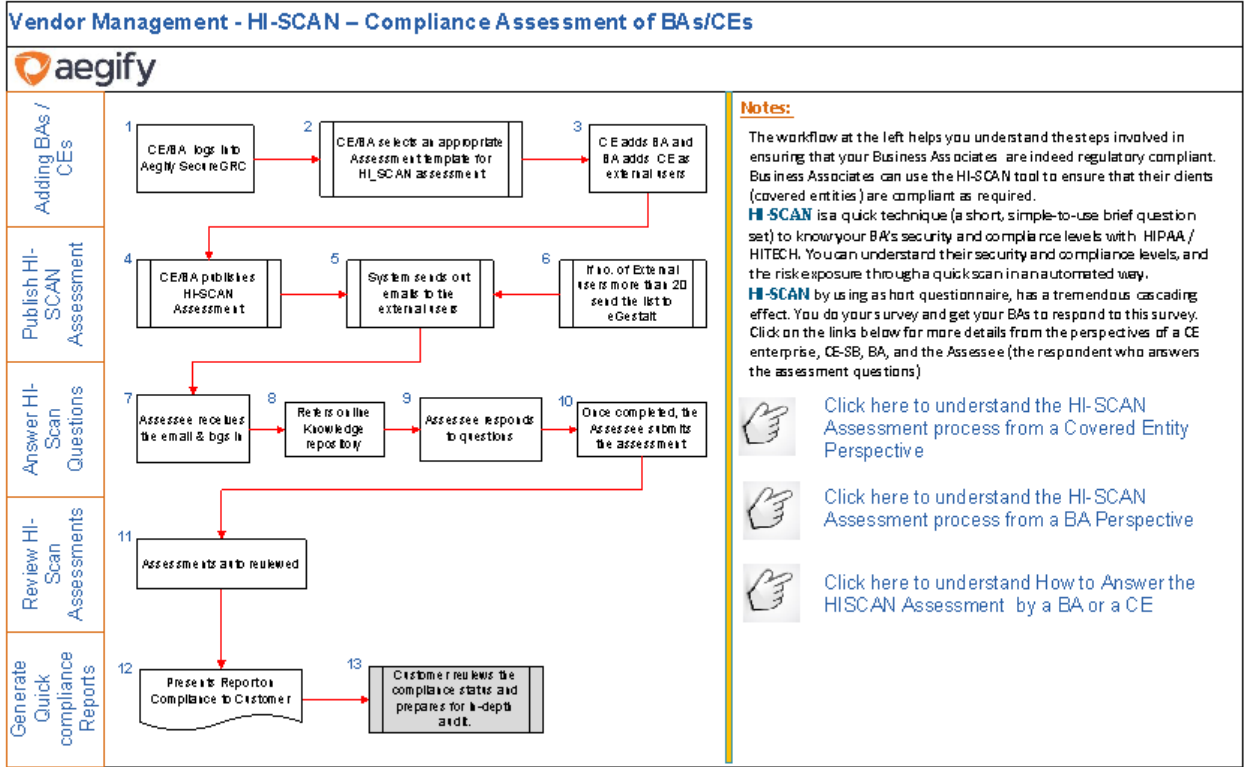 Vendor Management - HI-SCAN – Compliance Assessment of BAs/CEs
aegify
Adding BAs /
CEs
1
CE/BA logs into
Aegify SecureGRC
2
CE/BA selects an appropriate
Assessment template for
HI_SCAN assessment
3
CE adds BA and
BA adds CE as
external users
Publish HI-
SCAN
Assessment
4
CE/BA publishes
HI-SCAN
Assessment
5
System sends out
emails to the
external users
6
If no. of External
users more than 20
send the list to
eGestalt
Answer HI-
Scan
Questions
7
Assessee receives
the email & logs in
8
Refers online
Knowledge
repository
9
Assessee responds
to questions
10
Once completed, the
Assessee submits
the assessment
Review HI-
Scan
Assessments
11
Assessments auto reviewed
Generate
Quick
compliance
Reports
12
Presents Report on
Compliance to Customer
13
Customer reviews the
compliance status and
prepares for in-depth
audit.
Notes:
The workflow at the left helps you understand the steps involved in
ensuring that your Business Associates are indeed regulatory compliant.
Business Associates can use the HI-SCAN tool to ensure that their clients
(covered entities) are compliant as required.
HI-SCAN is a quick technique (a short, simple-to-use brief question
set) to know your BA's security and compliance levels with HIPAA /
HITECH. You can understand their security and compliance levels, and
the risk exposure through a quick scan in an automated way.
HI-SCAN by using a short questionnaire, has a tremendous cascading
effect. You do your survey and get your BAs to respond to this survey.
Click on the links below for more details from the perspectives of a CE
enterprise, CE-SB, BA, and the Assessee (the respondent who answers
the assessment questions)
Click here to understand the HI-SCAN
Assessment process from a Covered Entity
Perspective
Click here to understand the HI-SCAN
Assessment process from a BA Perspective
Click here to understand How to Answer the
HISCAN Assessment by a BA or a CE